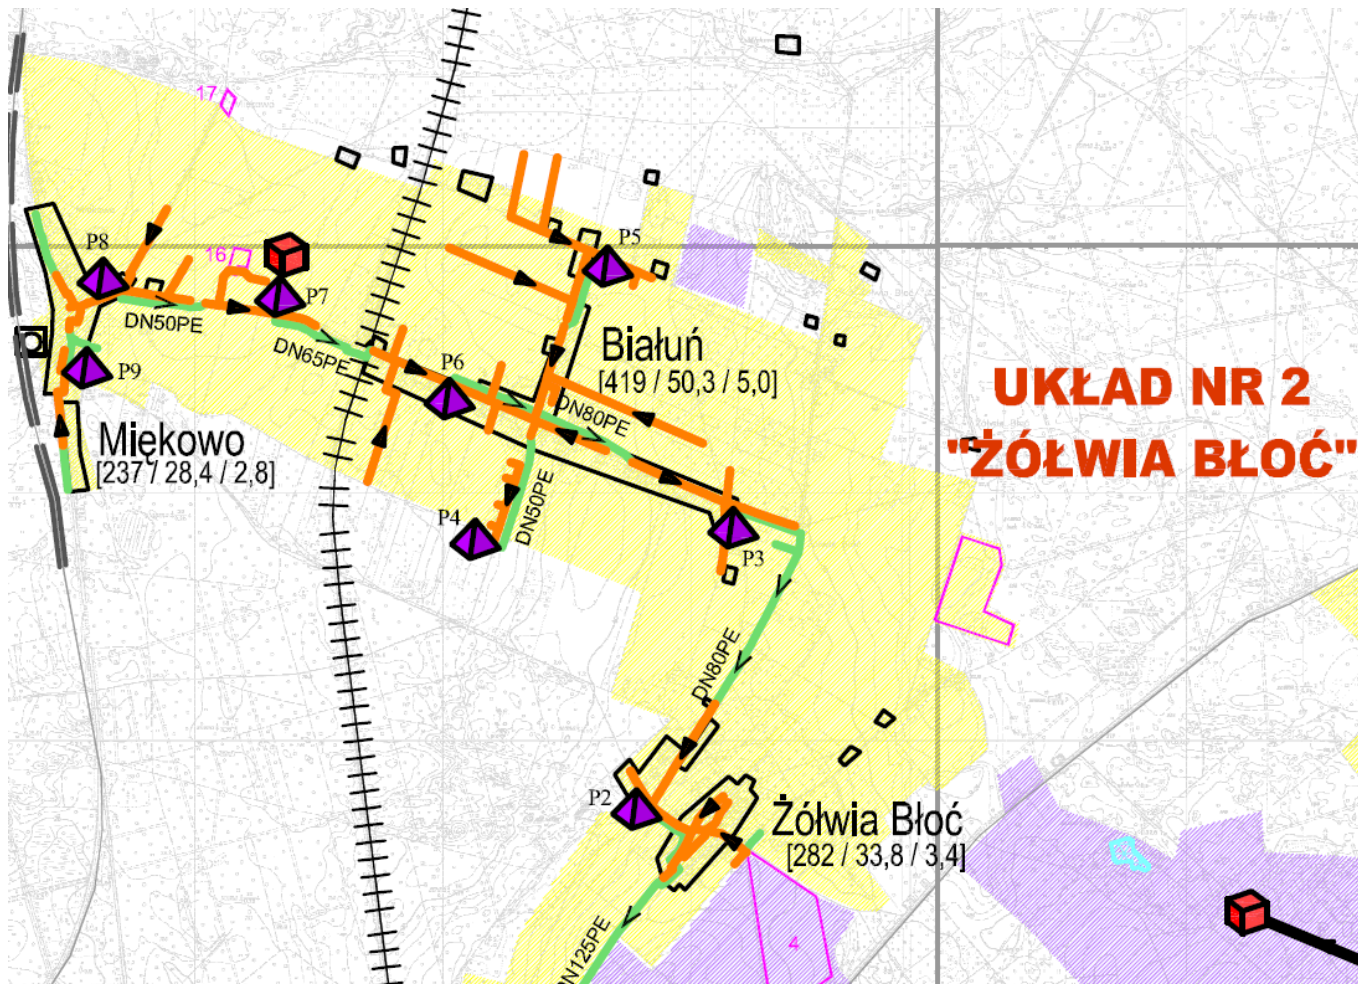 17
P8
P5
16
P7
DN50PE
DN65PE
P6
Białuń
[419 / 50,3 / 5,0]
P9
DN80PE
UKŁAD NR 2
"ŻÓŁWIA BŁOĆ"
Miękowo
[237 / 28,4 / 2,8]
P4
DN50PE
P3
DN80PE
P2
Żółwia Błoć
[282 / 33,8 / 3,4]
4
DN125PE